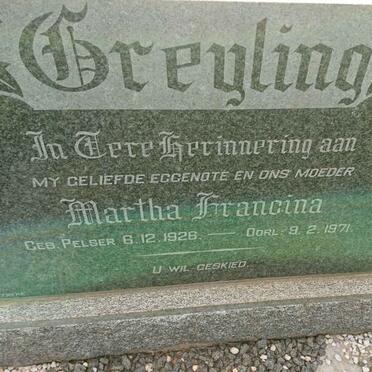 Greyling
In Tere Herinnering aan
MY GELIEFDE EGGENOTE EN ONS MOEDER
Martha Francina
GEB. PELSER 6.12.1926. — OORL: 9.2.1971.
U WIL GESKIED.